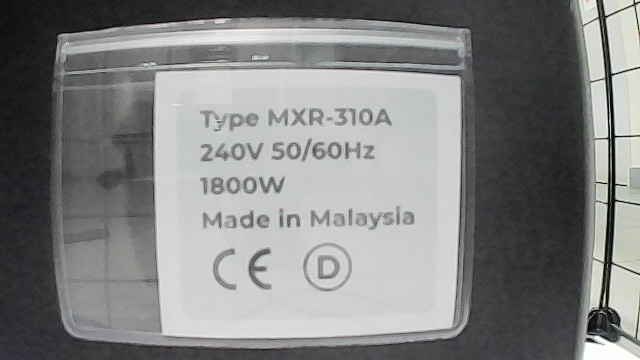 Type MXR-310A
240V 50/60Hz
1800W
Made in Malaysia
CE D